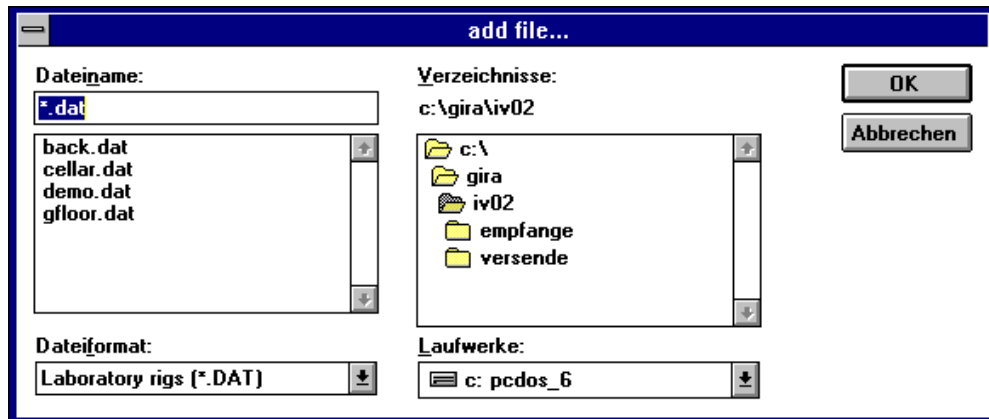 add file...
Dateiname:
*.dat
back.dat
cellar.dat
demo.dat
gfloor.dat
Dateiformat:
Laboratory rigs (*.DAT)
Verzeichnisse:
c:\gira\iv02
c:\
gira
iv02
empfange
versende
Laufwerke:
c: pcdos_6
OK
Abbrechen